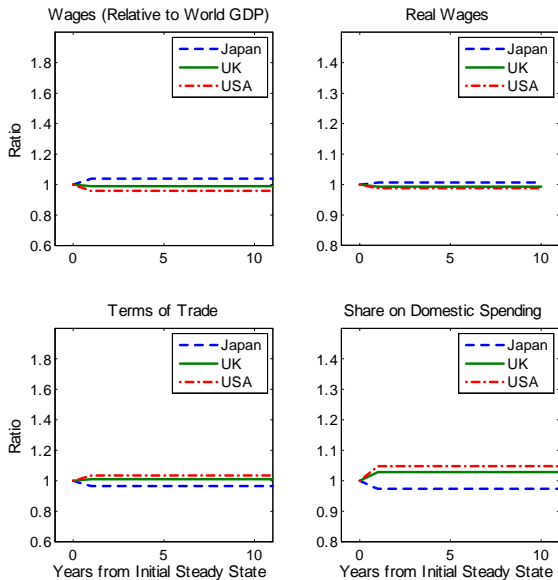 Wages (Relative to World GDP)
Ratio
1.8
1.6
1.4
1.2
1
0.8
0.6
0
5
10
Japan
UK
USA
Real Wages
1.4
1.3
1.2
1.1
1
0.9
0.8
0
5
10
Japan
UK
USA
Terms of Trade
Ratio
1.8
1.6
1.4
1.2
1
0.8
0.6
0
5
10
Japan
UK
USA
Years from Initial Steady State
Share on Domestic Spending
1.4
1.3
1.2
1.1
1
0.9
0.8
0
5
10
Japan
UK
USA
Years from Initial Steady State